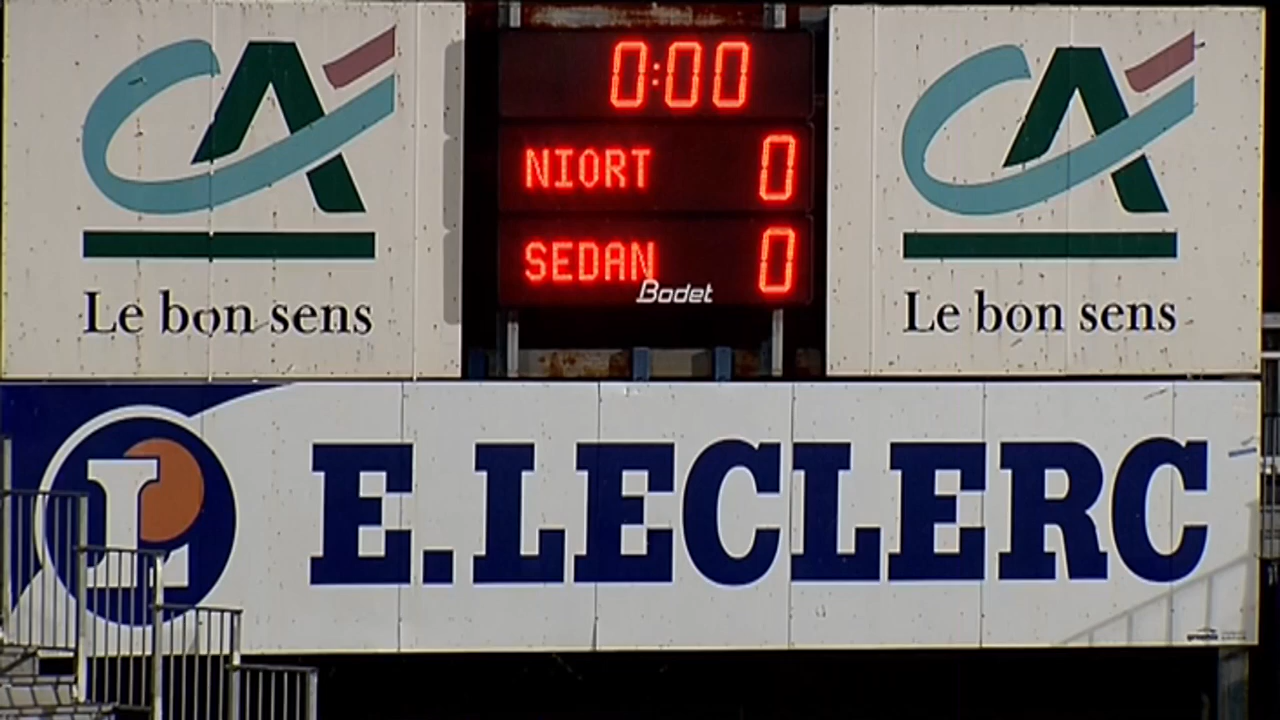 CA
Le bon sens
0:00
NIORT 0
SEDAN 0
Bodet
CA
Le bon sens
L
E.LECLERC